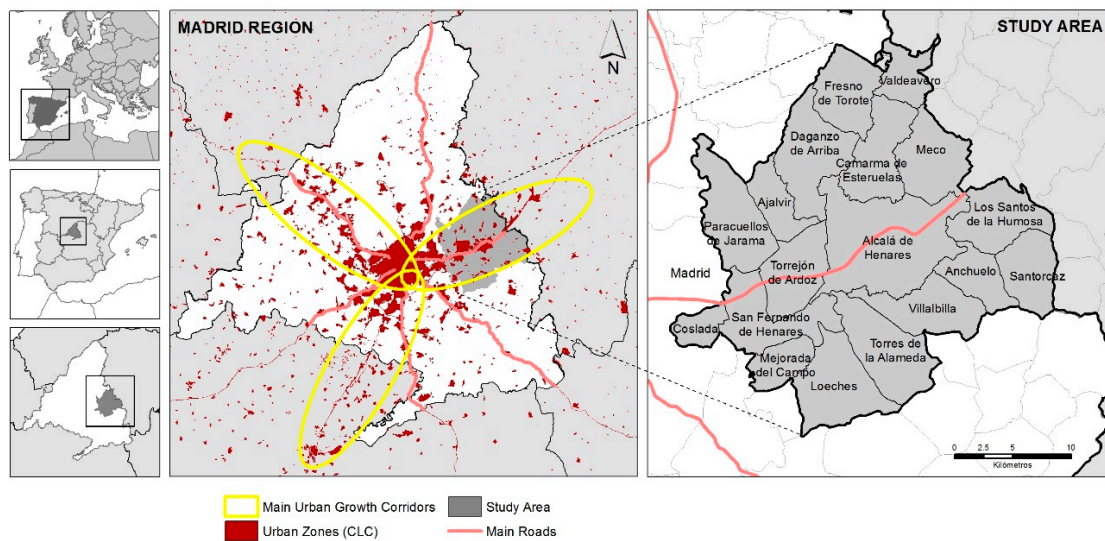 MADRID REGION
N
STUDY AREA
Valdeavero
Fresno
de Torote
Daganzo
de Arriba
Meco
Camarma de
Esteruelas
Ajalvir
Los Santos
de la Humosa
Paracuellos
de Jarama
Alcalá de
Henares
Madrid
Torrejón
de Ardoz
Anchuelo
Santorcaz
Villalbilla
San Fernando
de Henares
Coslada
Torres de
la Alameda
Mejorada
del Campo
Loeches
0 2.5 5 10
Kilómetros
Main Urban Growth Corridors
Study Area
Urban Zones (CLC)
Main Roads